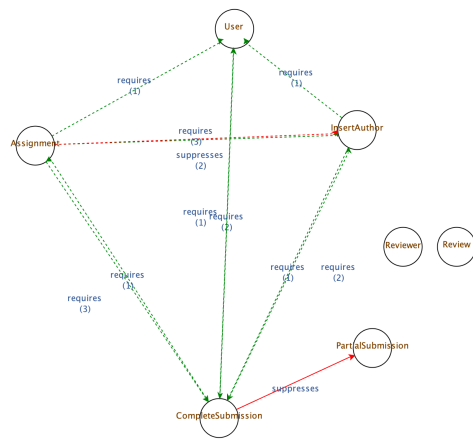 User
requires
(1)
requires
(1)
InsertAuthor
requires
(3)
Assignment
suppresses
(2)
requires
(1)
requires
(2)
Reviewer
Review
requires
(1)
requires
(1)
requires
(2)
requires
(3)
PartialSubmission
suppresses
CompleteSubmission